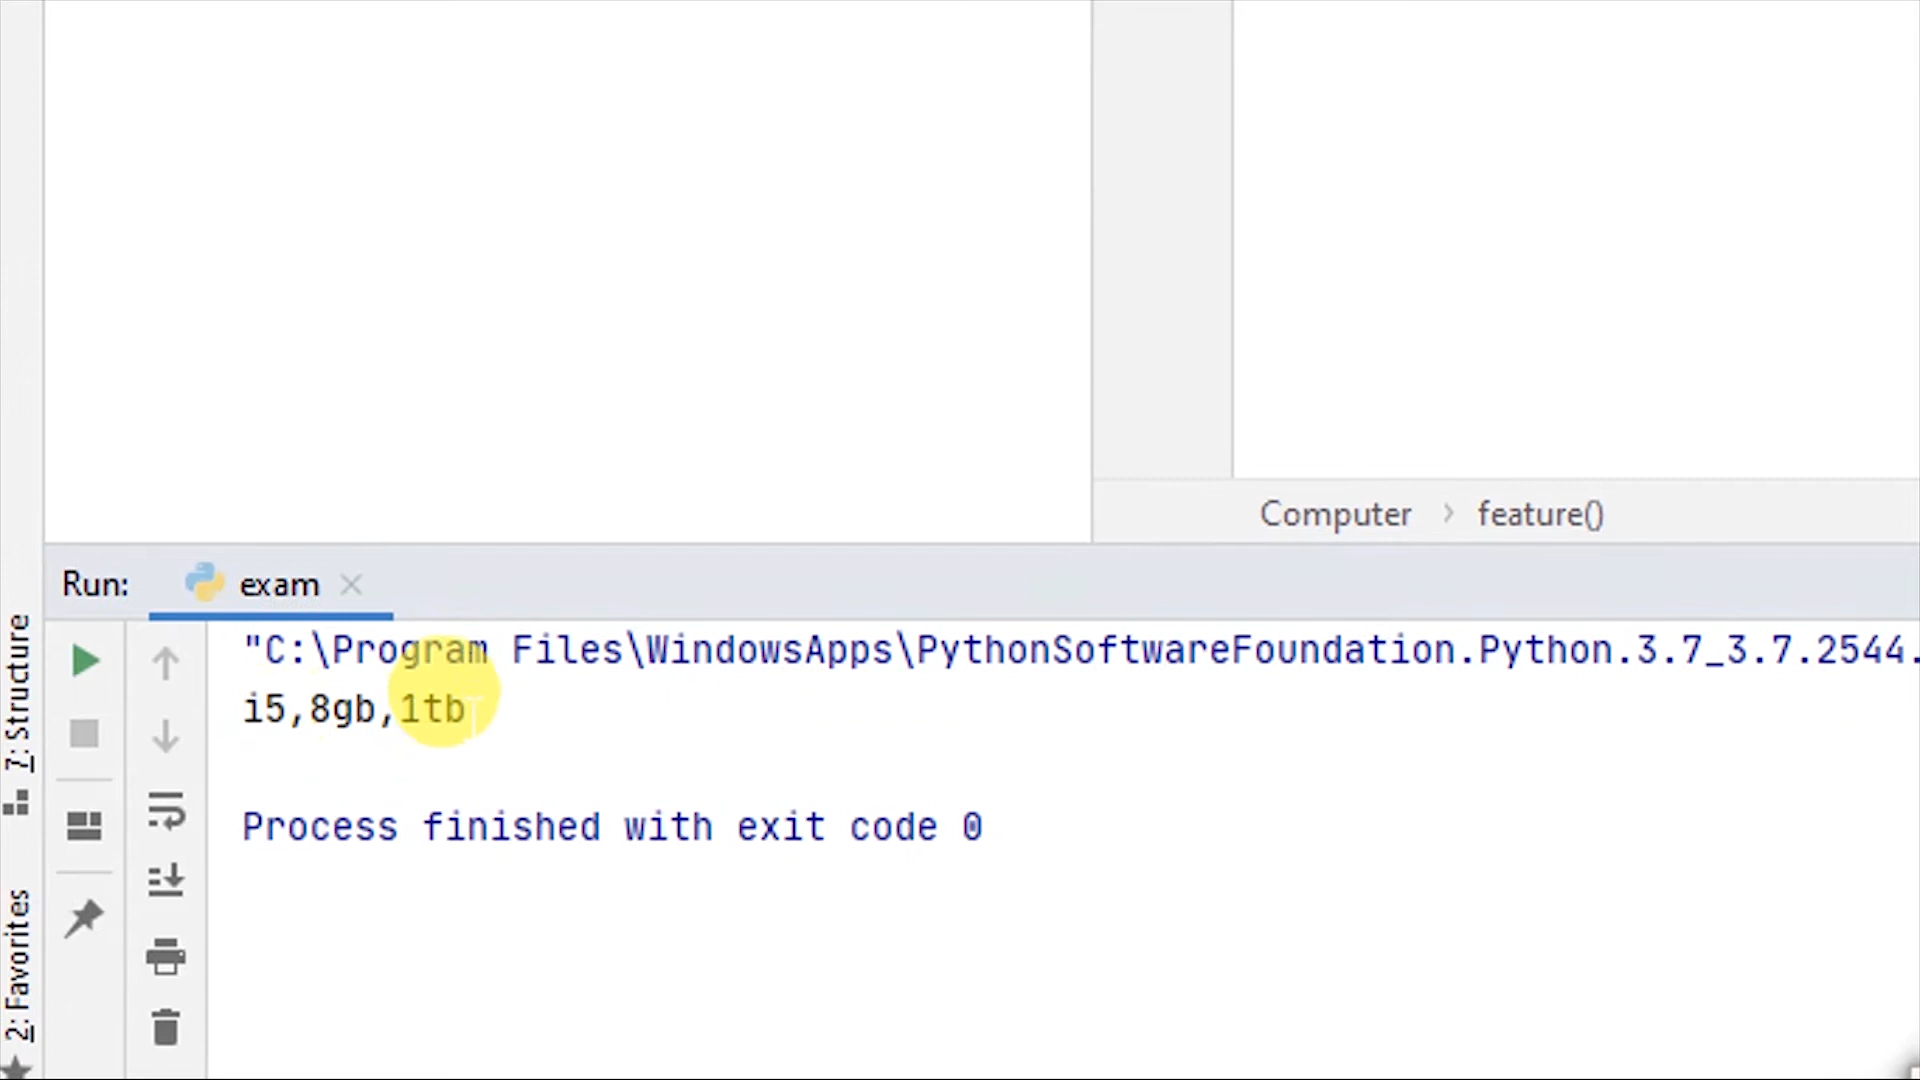 Computer > feature()
Run: exam
"C:\Program Files\WindowsApps\PythonSoftwareFoundation.Python.3.7_3.7.2544.
i5,8gb,1tb
Process finished with exit code 0
7: Structure
2: Favorites